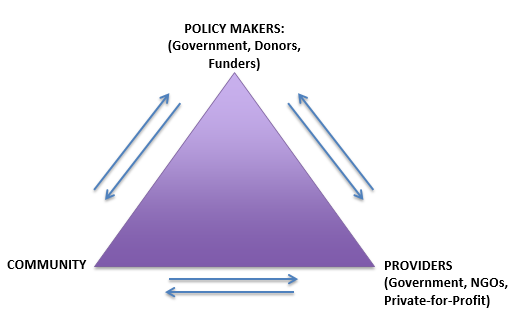 POLICY MAKERS:
(Government, Donors,
Funders)
COMMUNITY
PROVIDERS
(Government, NGOs,
Private-for-Profit)